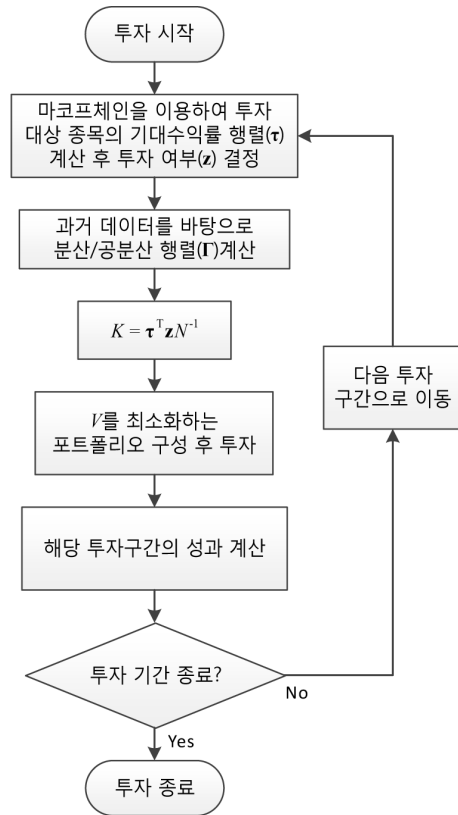 투자 시작
마코프체인을 이용하여 투자
대상 종목의 기대수익률 행렬(τ)
계산 후 투자 여부(z) 결정
과거 데이터를 바탕으로
분산/공분산 행렬(Γ)계산
K = τᵀzN⁻¹
V를 최소화하는
포트폴리오 구성 후 투자
해당 투자구간의 성과 계산
투자 기간 종료?
No
다음 투자
구간으로 이동
Yes
투자 종료